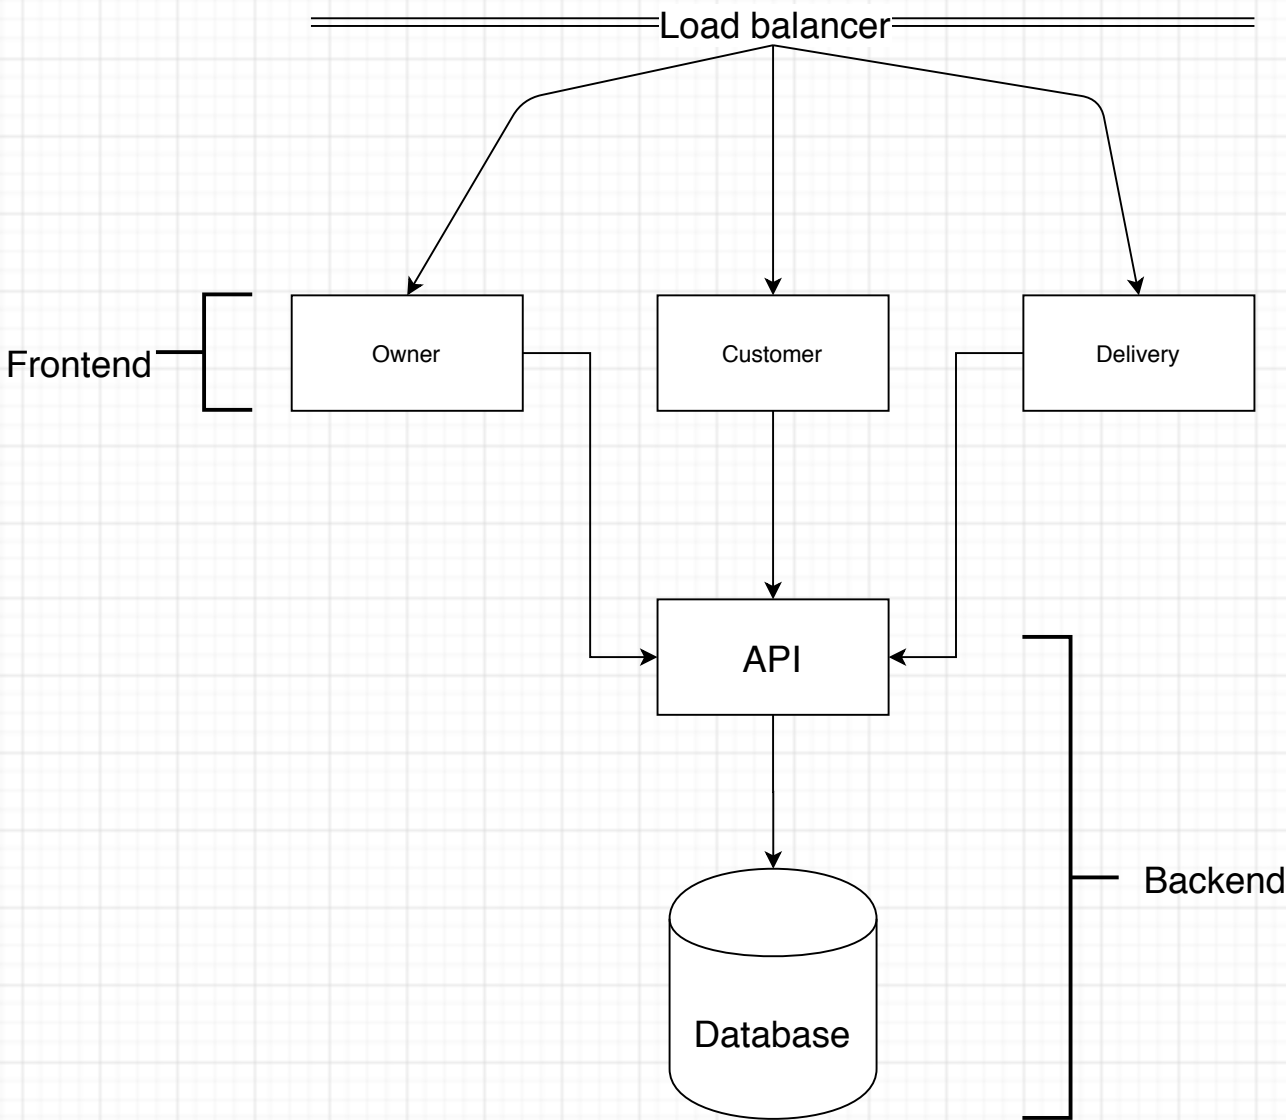 Load balancer
Frontend
Owner
Customer
Delivery
API
Backend
Database